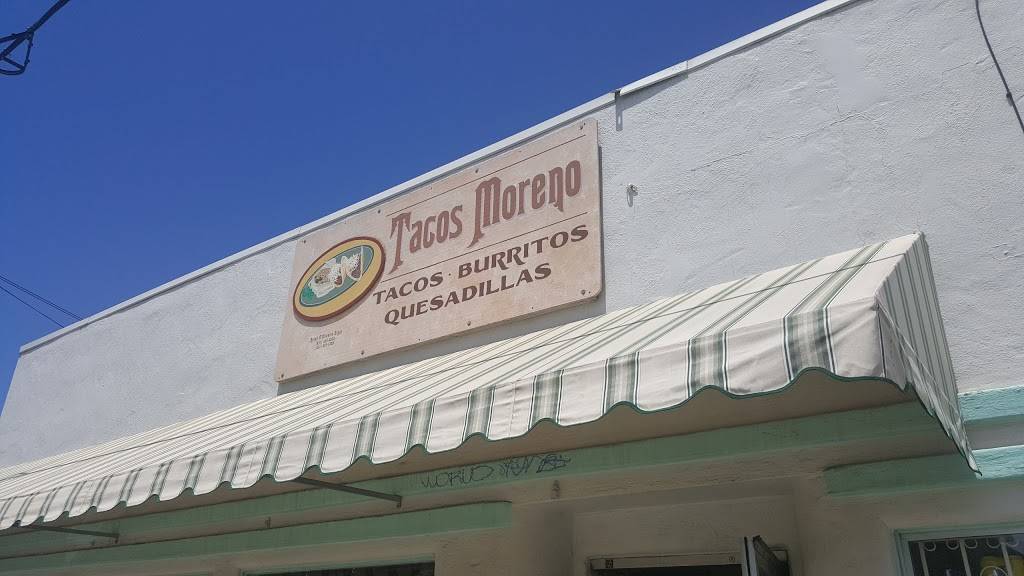 Tacos Moreno
TACOS · BURRITOS
QUESADILLAS